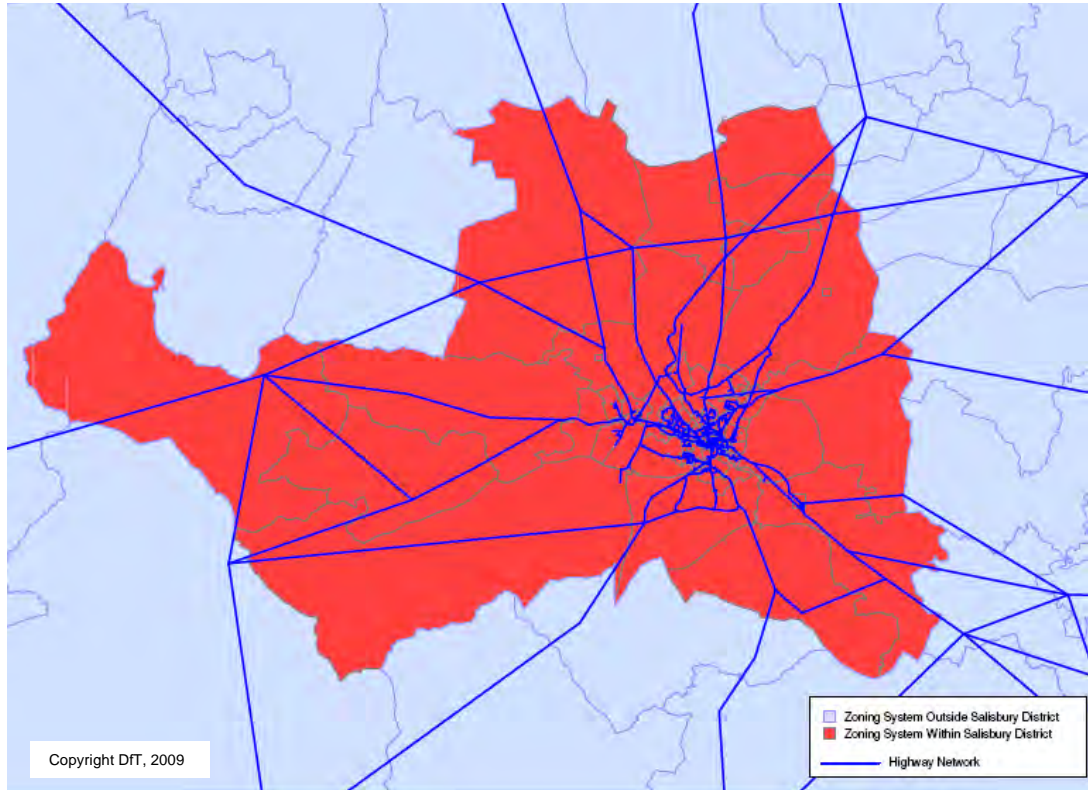 Zoning System Outside Salisbury District
Zoning System Within Salisbury District
Highway Network
Copyright DfT, 2009